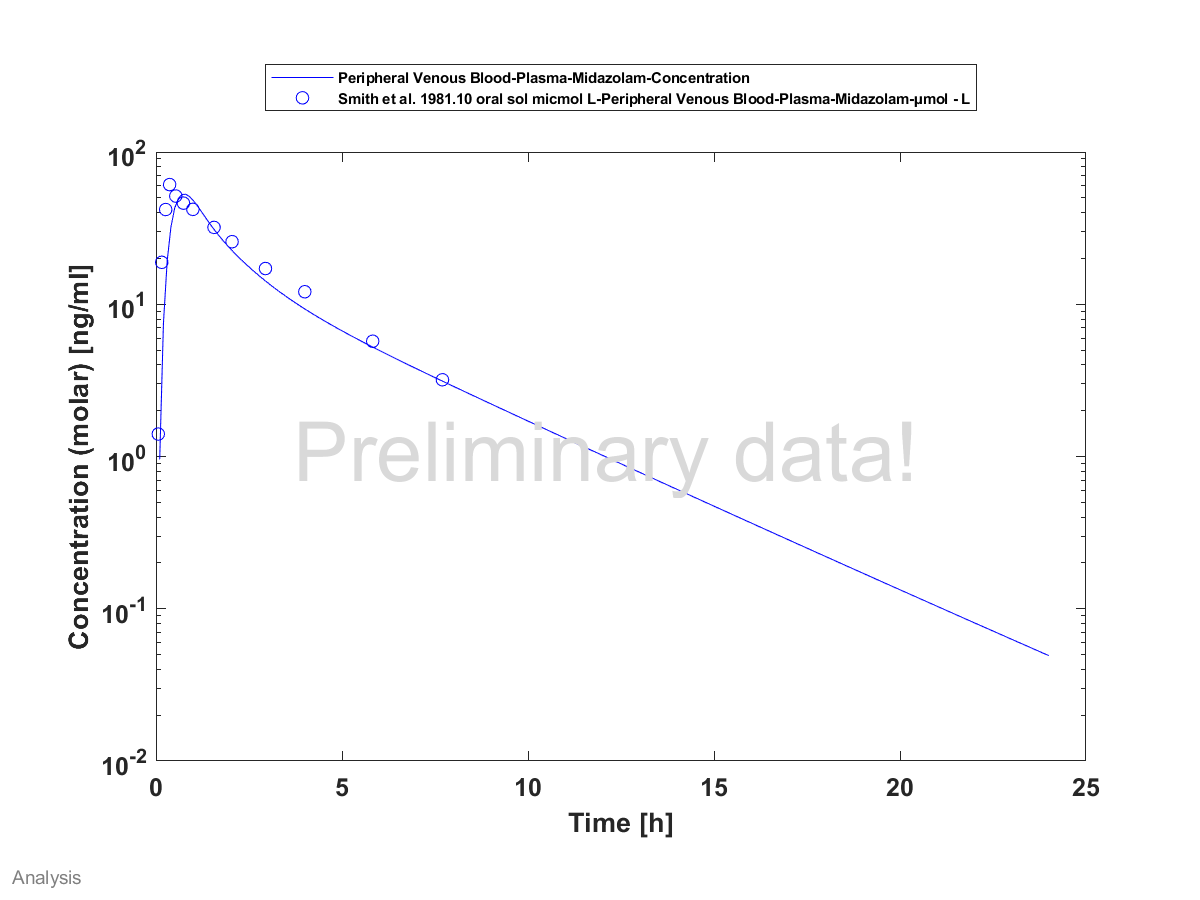 Peripheral Venous Blood-Plasma-Midazolam-Concentration
Smith et al. 1981.10 oral sol micmol L-Peripheral Venous Blood-Plasma-Midazolam-µmol - L
10^2
10^1
10^0
10^-1
10^-2
Concentration (molar) [ng/ml]
Preliminary data!
0 5 10 15 20 25
Time [h]
Analysis